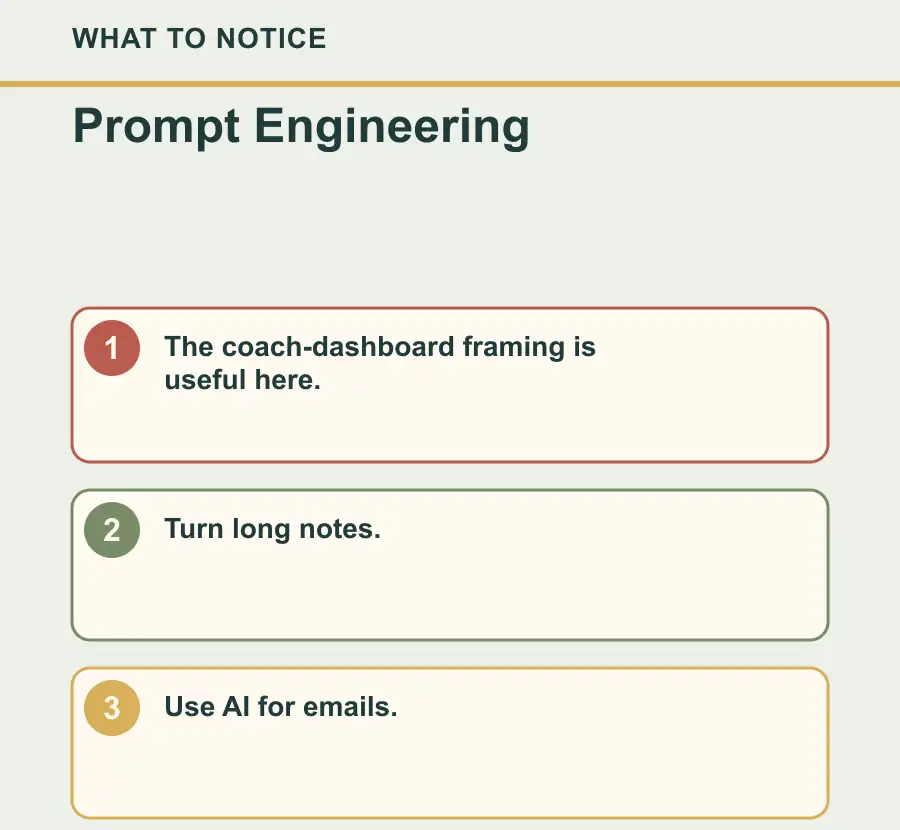 WHAT TO NOTICE
Prompt Engineering
1
The coach-dashboard framing is
useful here.
2
Turn long notes.
3
Use AI for emails.